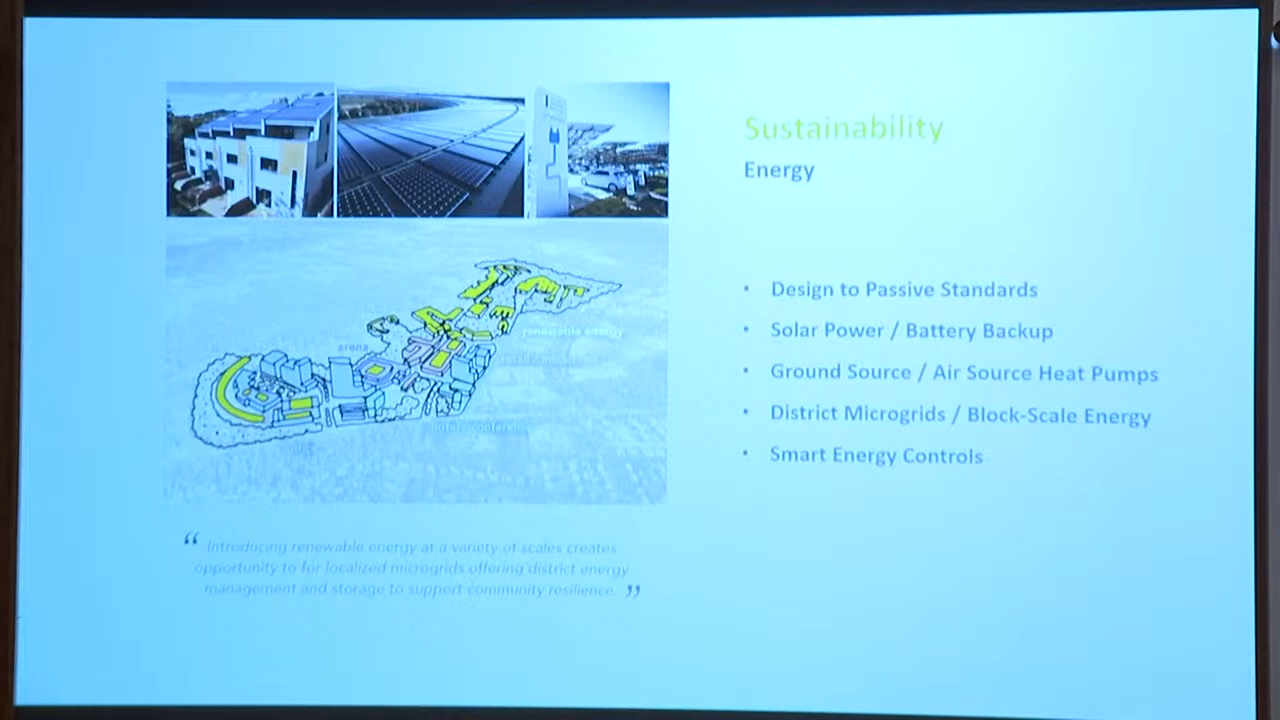 Sustainability
Energy
• Design to Passive Standards
• Solar Power / Battery Backup
• Ground Source / Air Source Heat Pumps
• District Microgrids / Block-Scale Energy
• Smart Energy Controls
arena
renewable energy
“ Introducing renewable energy at a variety of scales creates
opportunity to for localized microgrids offering district energy
management and storage to support community resilience. ”